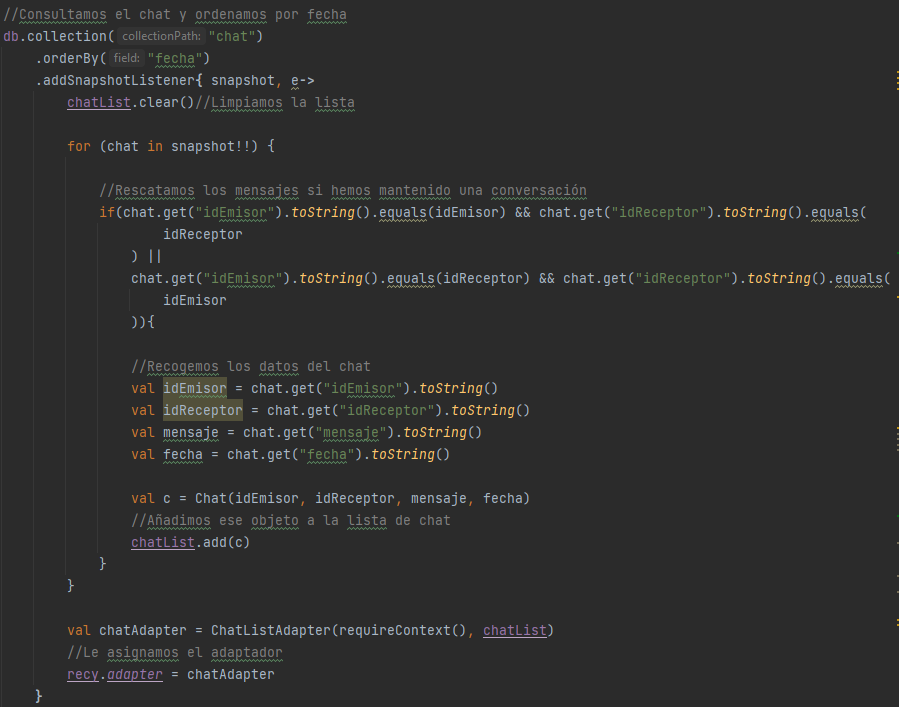 //Consultamos el chat y ordenamos por fecha
db.collection( collectionPath: "chat")
    .orderBy( field: "fecha")
    .addSnapshotListener{ snapshot, e->
        chatList.clear()//Limpiamos la lista

        for (chat in snapshot!!) {

            //Rescatamos los mensajes si hemos mantenido una conversación
            if(chat.get("idEmisor").toString().equals(idEmisor) && chat.get("idReceptor").toString().equals(
                    idReceptor
                ) ||
                chat.get("idEmisor").toString().equals(idReceptor) && chat.get("idReceptor").toString().equals(
                    idEmisor
                )){

                //Recogemos los datos del chat
                val idEmisor = chat.get("idEmisor").toString()
                val idReceptor = chat.get("idReceptor").toString()
                val mensaje = chat.get("mensaje").toString()
                val fecha = chat.get("fecha").toString()

                val c = Chat(idEmisor, idReceptor, mensaje, fecha)
                //Añadimos ese objeto a la lista de chat
                chatList.add(c)
            }
        }

        val chatAdapter = ChatListAdapter(requireContext(), chatList)
        //Le asignamos el adaptador
        recy.adapter = chatAdapter
    }